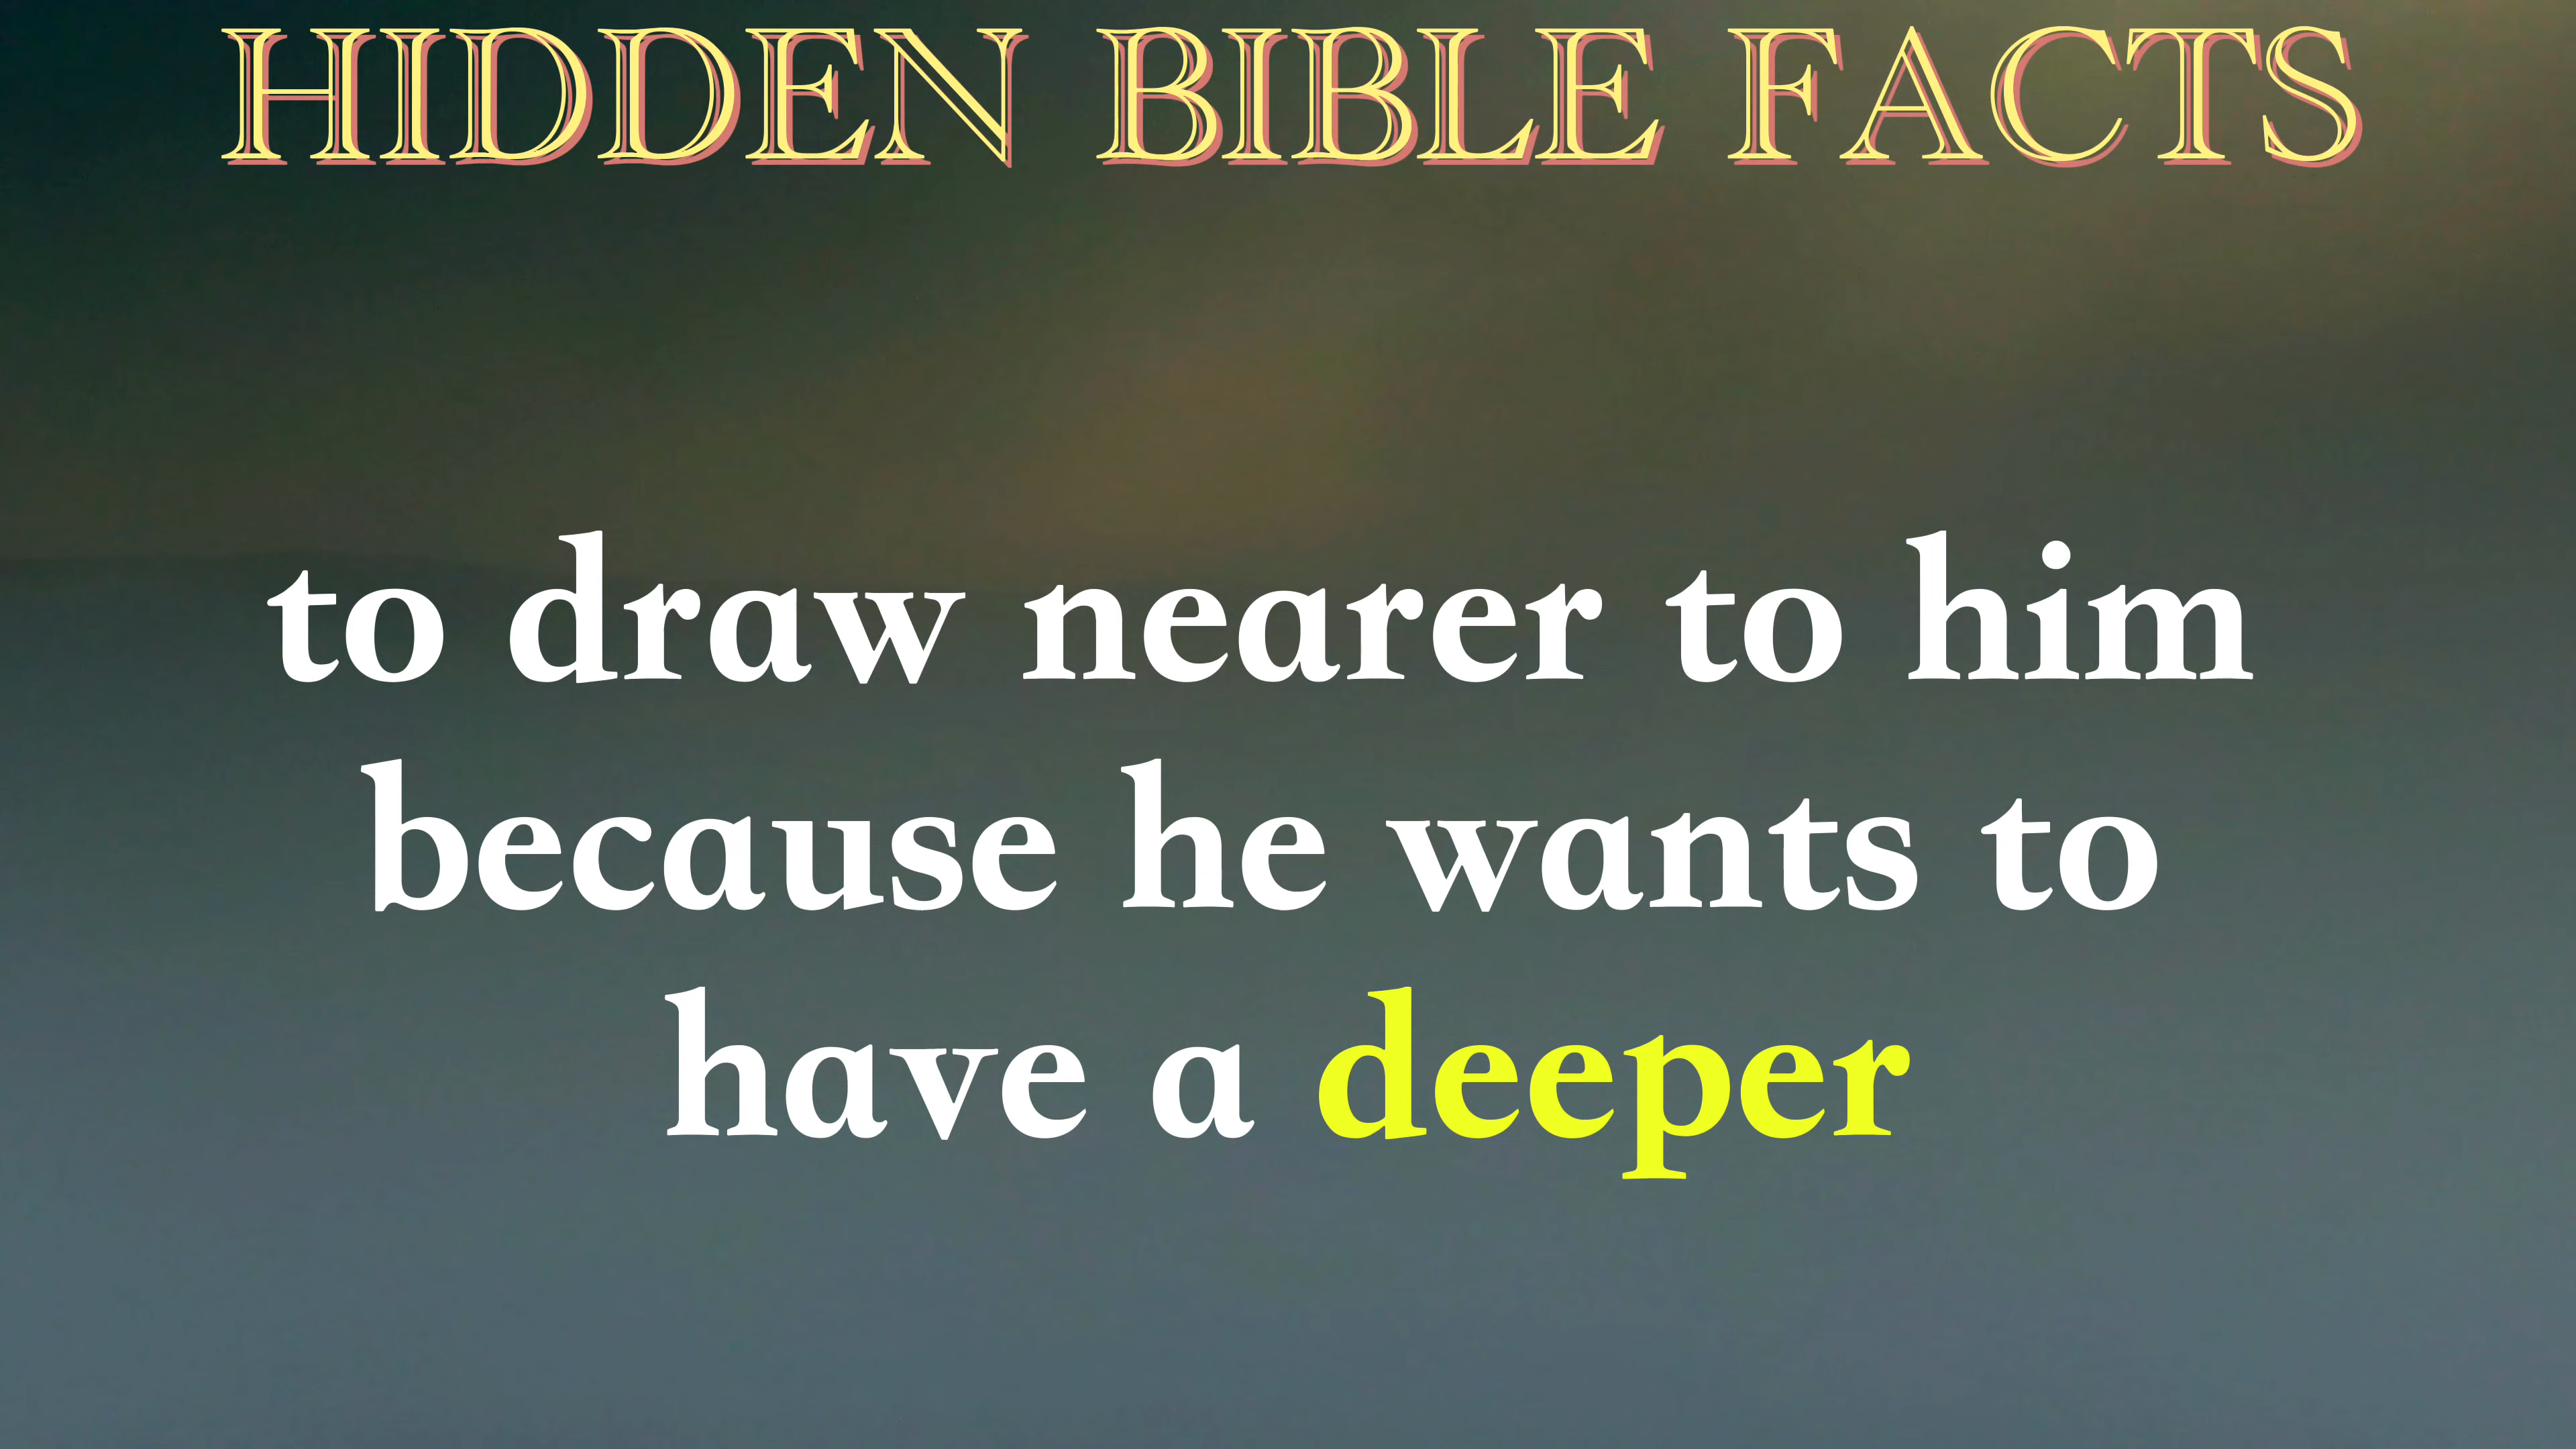 HIDDEN BIBLE FACTS
to draw nearer to him
because he wants to
have a deeper